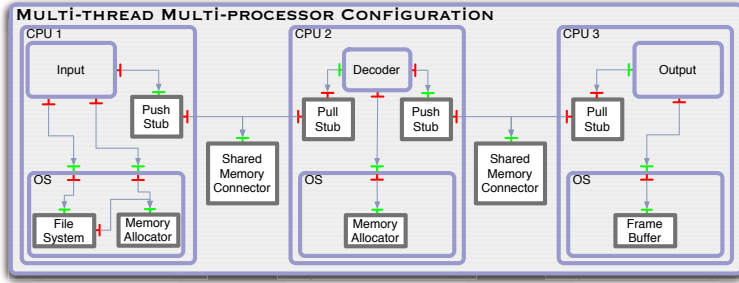 Multi-thread Multi-processor Configuration
CPU 1
CPU 2
CPU 3
Input
Decoder
Output
Push
Stub
Pull
Stub
Push
Stub
Pull
Stub
Shared
Memory
Connector
Shared
Memory
Connector
OS
OS
OS
File
System
Memory
Allocator
Memory
Allocator
Frame
Buffer